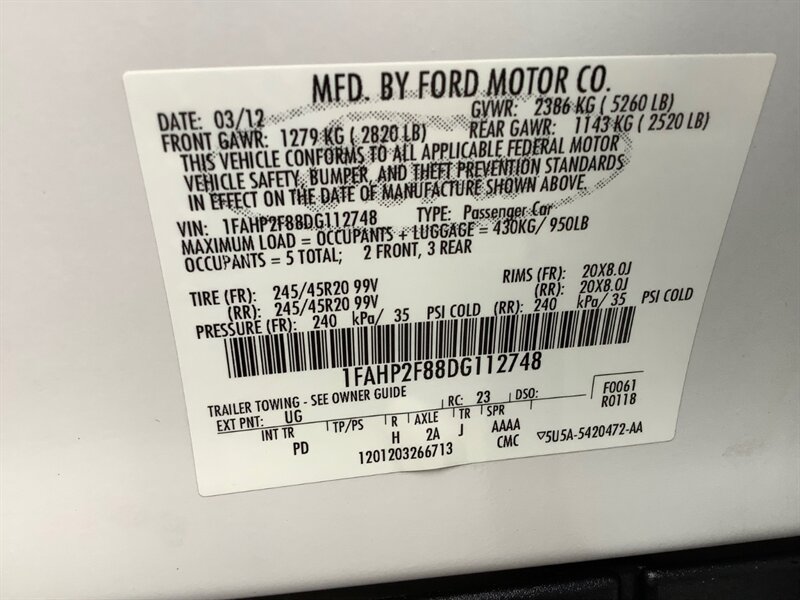 MFD. BY FORD MOTOR CO.
DATE: 03/12 GVWR: 2386 KG ( 5260 LB)
FRONT GAWR: 1279 KG ( 2820 LB) REAR GAWR: 1143 KG ( 2520 LB)
THIS VEHICLE CONFORMS TO ALL APPLICABLE FEDERAL MOTOR
VEHICLE SAFETY, BUMPER, AND THEFT PREVENTION STANDARDS
IN EFFECT ON THE DATE OF MANUFACTURE SHOWN ABOVE.
VIN: 1FAHP2F88DG112748 TYPE: Passenger Car
MAXIMUM LOAD = OCCUPANTS + LUGGAGE = 430KG/ 950LB
OCCUPANTS = 5 TOTAL; 2 FRONT, 3 REAR
TIRE (FR): 245/45R20 99V RIMS (FR): 20X8.0J
(RR): 245/45R20 99V (RR): 20X8.0J
PRESSURE (FR): 240 kPa/ 35 PSI COLD (RR): 240 kPa/ 35 PSI COLD
1FAHP2F88DG112748
TRAILER TOWING - SEE OWNER GUIDE
EXT PNT: UG RC: 23 DSO: F0061
R0118
INT TR TP/PS R AXLE TR SPR
PD H 2A J AAAA
CMC
1201203266713 ▽5U5A-5420472-AA